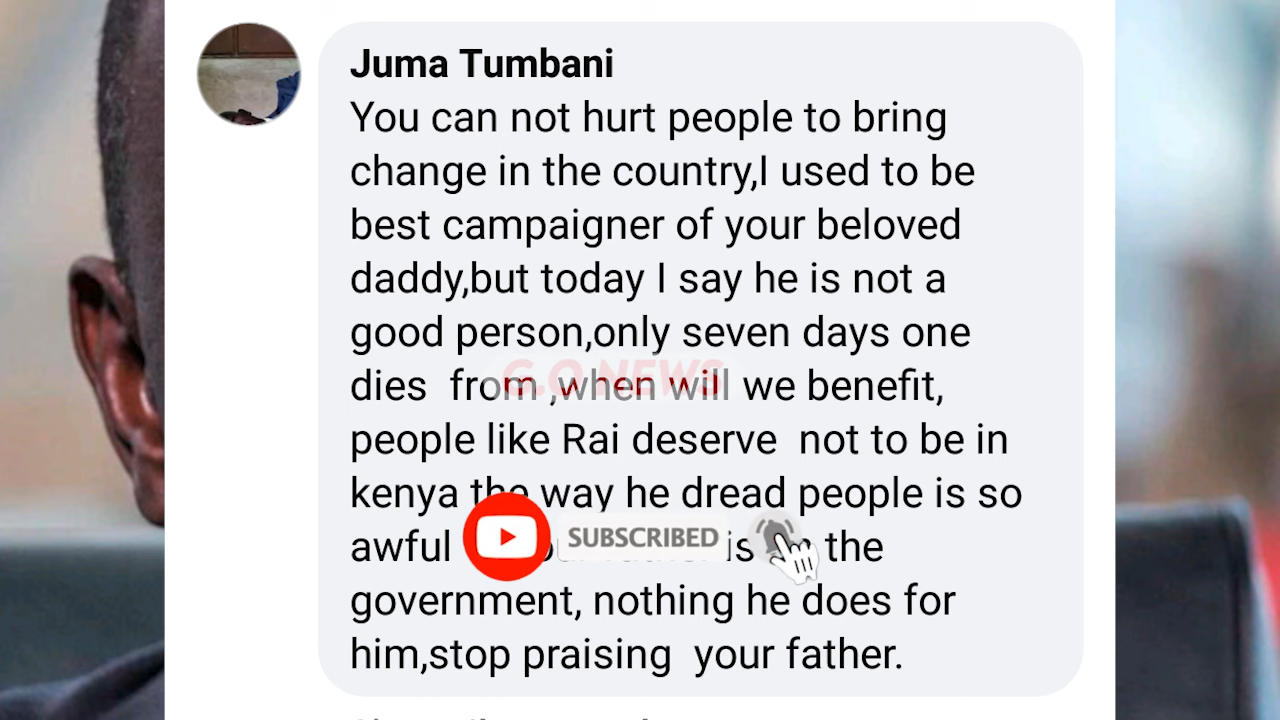 Juma Tumbani
You can not hurt people to bring
change in the country,I used to be
best campaigner of your beloved
daddy,but today I say he is not a
good person,only seven days one
dies from ,when will we benefit,
G.O NEWS
people like Rai deserve not to be in
kenya the way he dread people is so
awful is the
SUBSCRIBED
government, nothing he does for
him,stop praising your father.